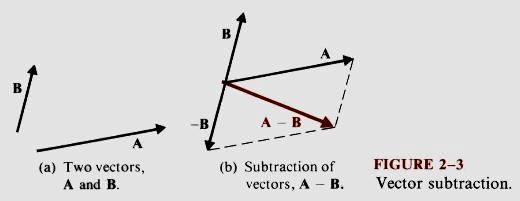 B
A
(a) Two vectors,
A and B.
B
A
−B
A − B
(b) Subtraction of
vectors, A − B.
FIGURE 2–3
Vector subtraction.